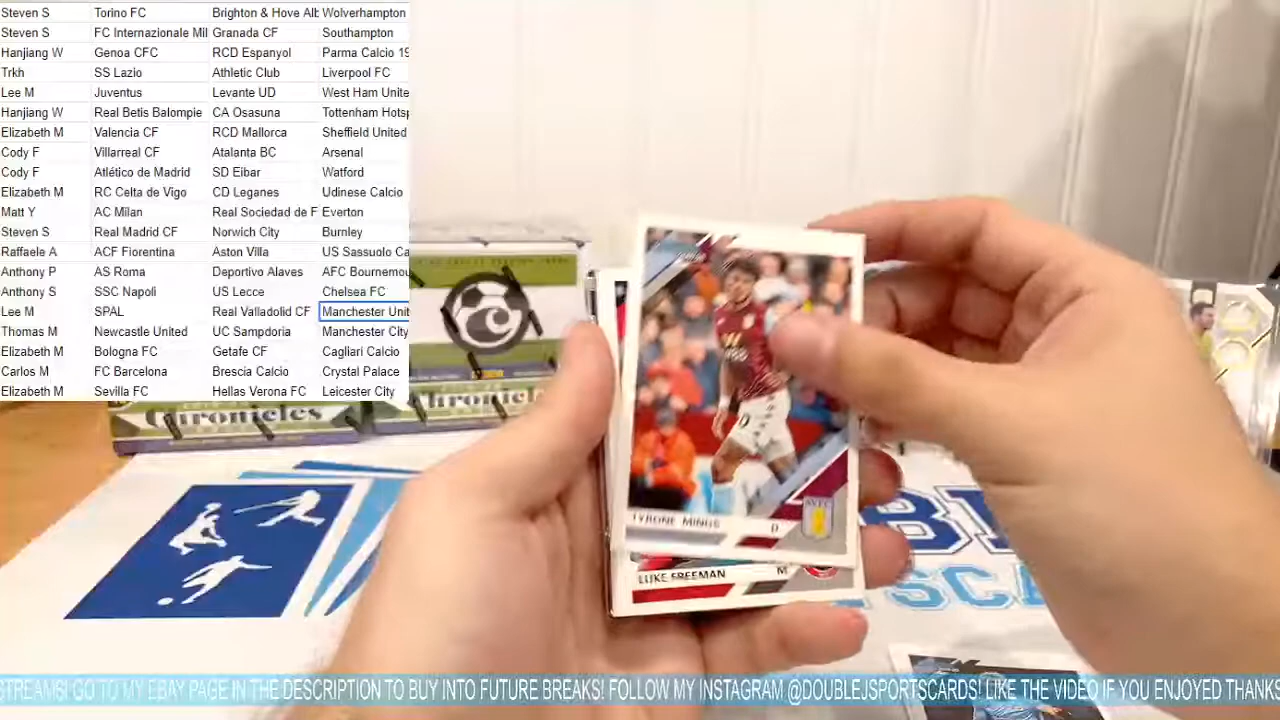 Steven S Torino FC Brighton & Hove Alb Wolverhampton
Steven S FC Internazionale Mil Granada CF Southampton
Hanjiang W Genoa CFC RCD Espanyol Parma Calcio 19
Trkh SS Lazio Athletic Club Liverpool FC
Lee M Juventus Levante UD West Ham Unite
Hanjiang W Real Betis Balompie CA Osasuna Tottenham Hotsp
Elizabeth M Valencia CF RCD Mallorca Sheffield United
Cody F Villarreal CF Atalanta BC Arsenal
Cody F Atlético de Madrid SD Eibar Watford
Elizabeth M RC Celta de Vigo CD Leganes Udinese Calcio
Matt Y AC Milan Real Sociedad de F Everton
Steven S Real Madrid CF Norwich City Burnley
Raffaele A ACF Fiorentina Aston Villa US Sassuolo Ca
Anthony P AS Roma Deportivo Alaves AFC Bournemou
Anthony S SSC Napoli US Lecce Chelsea FC
Lee M SPAL Real Valladolid CF Manchester Unit
Thomas M Newcastle United UC Sampdoria Manchester City
Elizabeth M Bologna FC Getafe CF Cagliari Calcio
Carlos M FC Barcelona Brescia Calcio Crystal Palace
Elizabeth M Sevilla FC Hellas Verona FC Leicester City
Chronicles
Chronicles
TYRONE MINGS D
AVFC
LUKE FREEMAN M
STREAMS! GO TO MY EBAY PAGE IN THE DESCRIPTION TO BUY INTO FUTURE BREAKS! FOLLOW MY INSTAGRAM @DOUBLEJSPORTSCARDS! LIKE THE VIDEO IF YOU ENJOYED THANKS